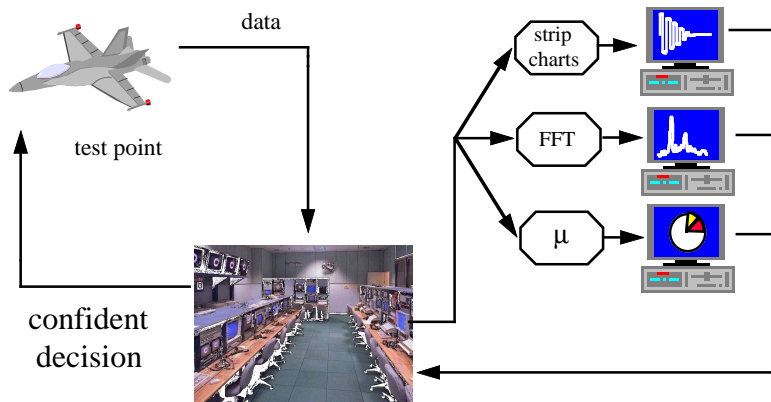 data
strip
charts
test point
FFT
μ
confident
decision